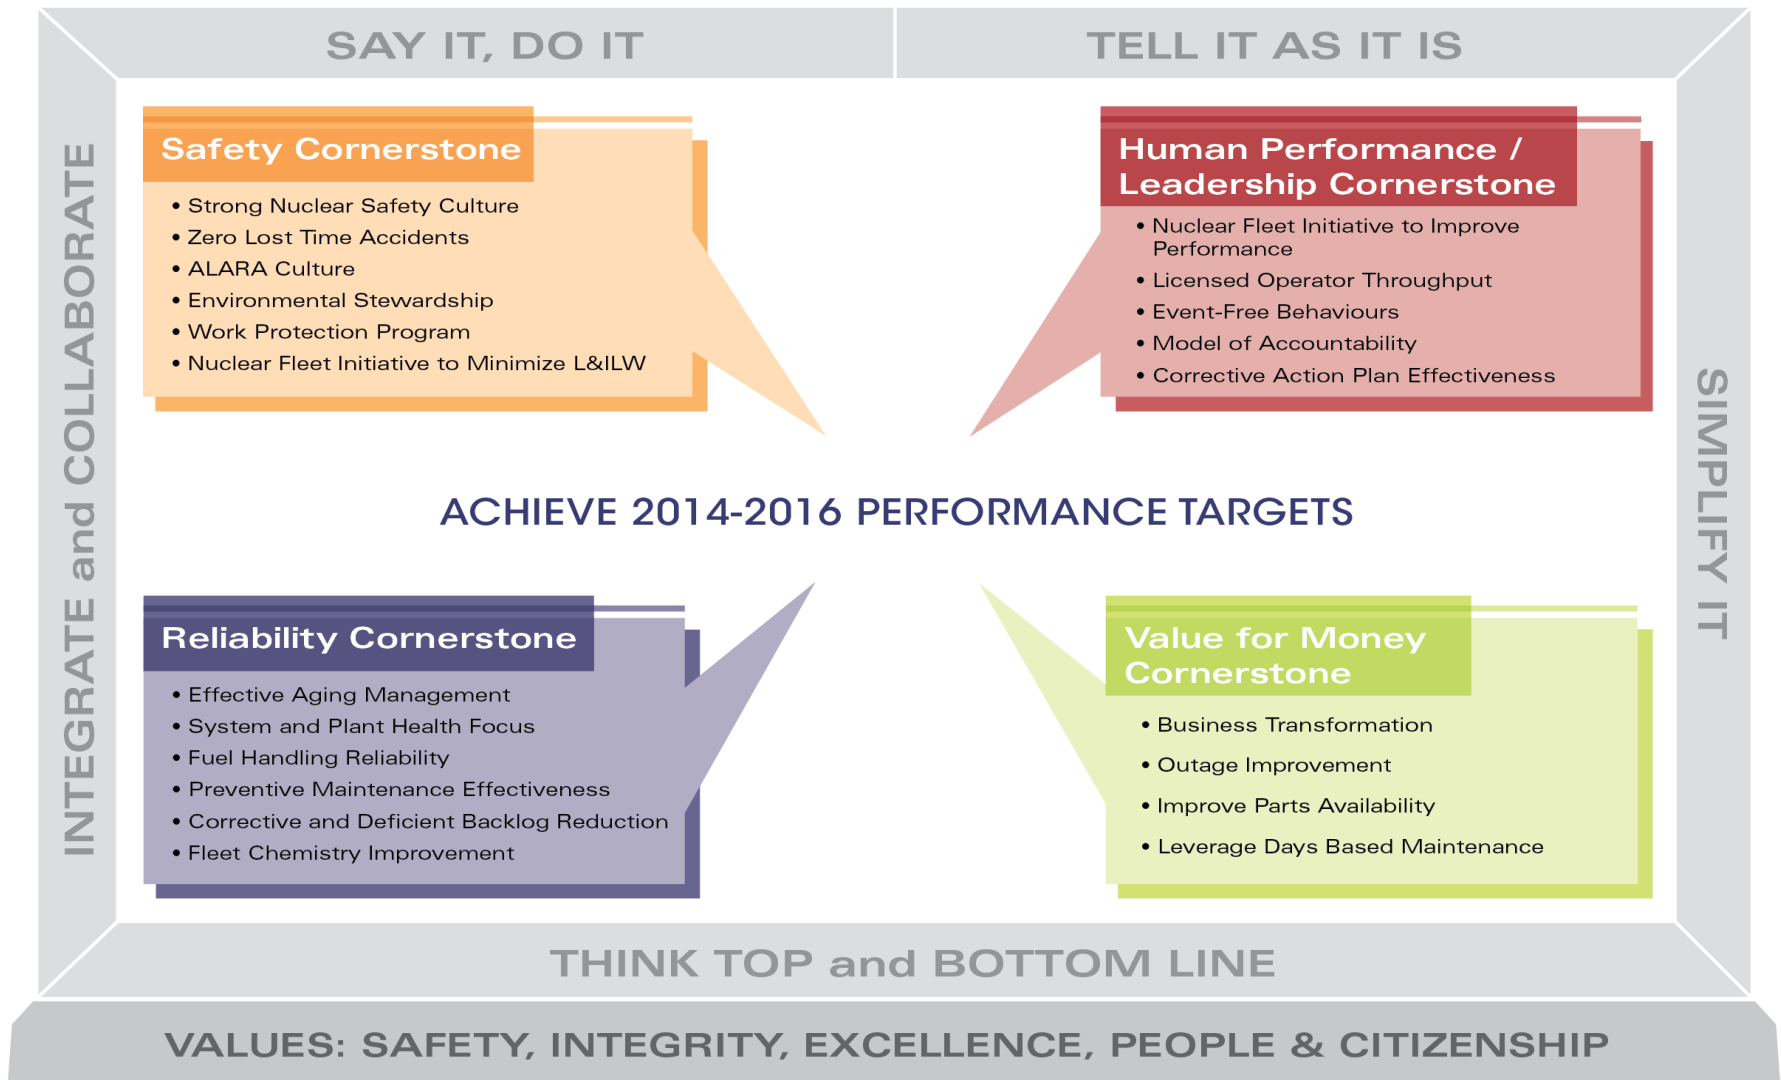 SAY IT, DO IT
TELL IT AS IT IS
INTEGRATE and COLLABORATE
SIMPLIFY IT
Safety Cornerstone
• Strong Nuclear Safety Culture
• Zero Lost Time Accidents
• ALARA Culture
• Environmental Stewardship
• Work Protection Program
• Nuclear Fleet Initiative to Minimize L&ILW
Human Performance /
Leadership Cornerstone
• Nuclear Fleet Initiative to Improve
Performance
• Licensed Operator Throughput
• Event-Free Behaviours
• Model of Accountability
• Corrective Action Plan Effectiveness
ACHIEVE 2014-2016 PERFORMANCE TARGETS
Reliability Cornerstone
• Effective Aging Management
• System and Plant Health Focus
• Fuel Handling Reliability
• Preventive Maintenance Effectiveness
• Corrective and Deficient Backlog Reduction
• Fleet Chemistry Improvement
Value for Money
Cornerstone
• Business Transformation
• Outage Improvement
• Improve Parts Availability
• Leverage Days Based Maintenance
THINK TOP and BOTTOM LINE
VALUES: SAFETY, INTEGRITY, EXCELLENCE, PEOPLE & CITIZENSHIP